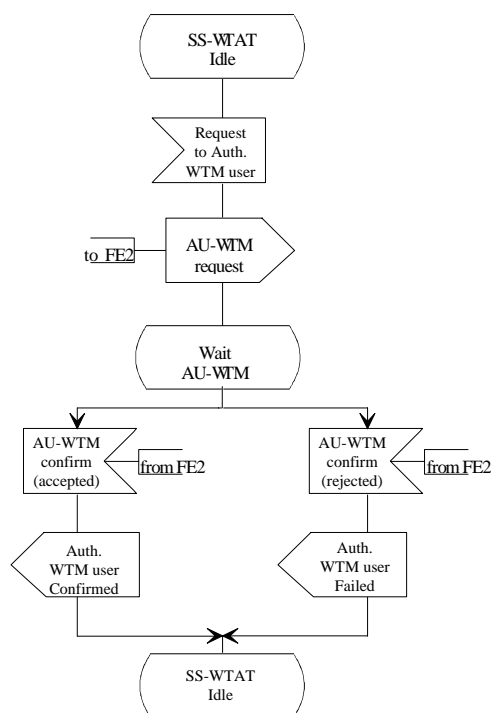 SS-WTAT
Idle
Request
to Auth.
WTM user
to FE2
AU-WTM
request
Wait
AU-WTM
AU-WTM
confirm
(accepted)
from FE2
AU-WTM
confirm
(rejected)
from FE2
Auth.
WTM user
Confirmed
Auth.
WTM user
Failed
SS-WTAT
Idle